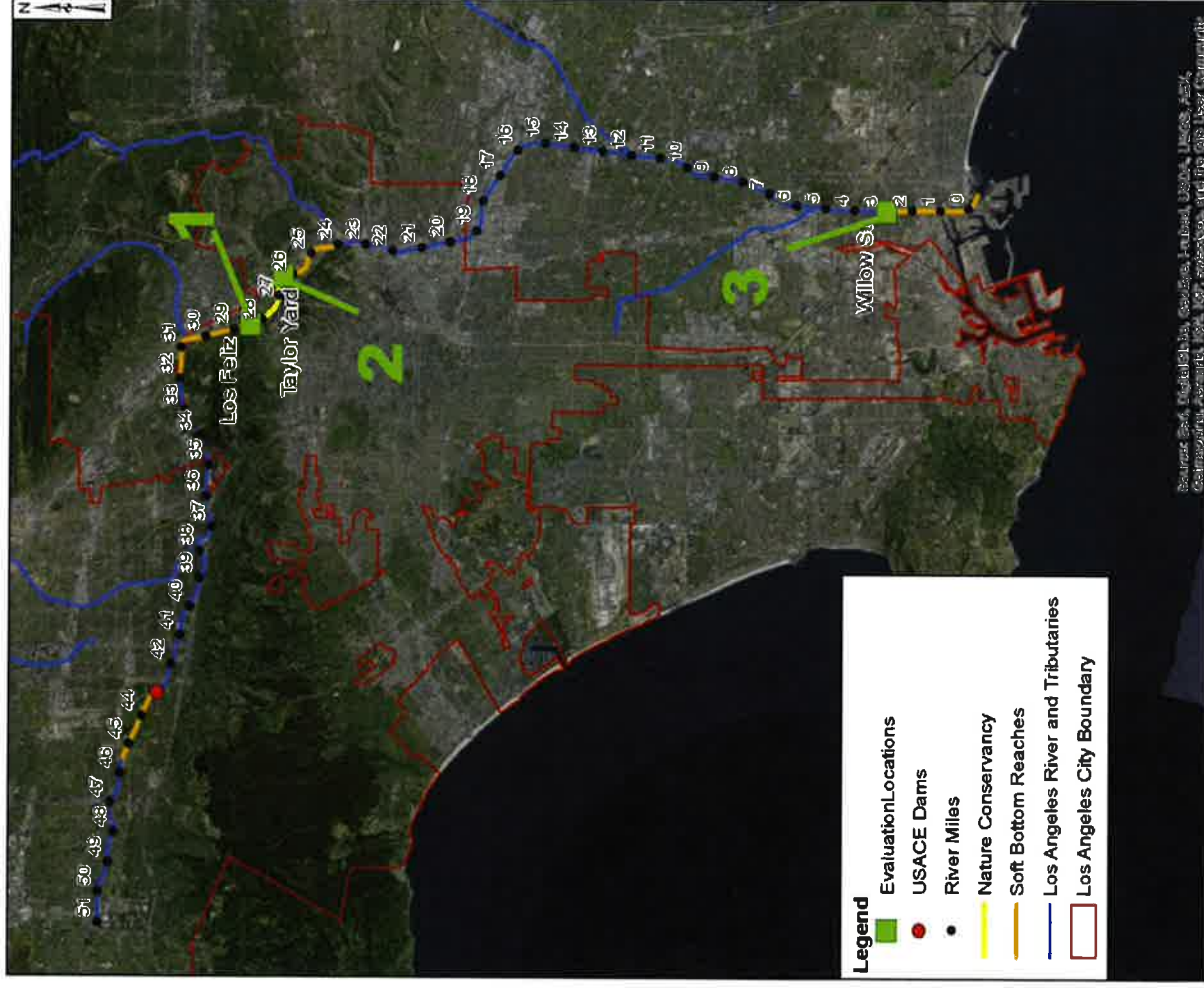 N
51 50 49 48 47 46 45 44 42 41 40 39 38 37 36 35 34 33 32 31
30
29
28
27
26
25
24
23
22
21
20
19
18
17
16
15
14
13
12
11
10
9
8
7
6
5
4
3
2
1
0
1
Los Feliz
Taylor Yard
2
3
Willow St
Legend
EvaluationLocations
USACE Dams
River Miles
Nature Conservancy
Soft Bottom Reaches
Los Angeles River and Tributaries
Los Angeles City Boundary